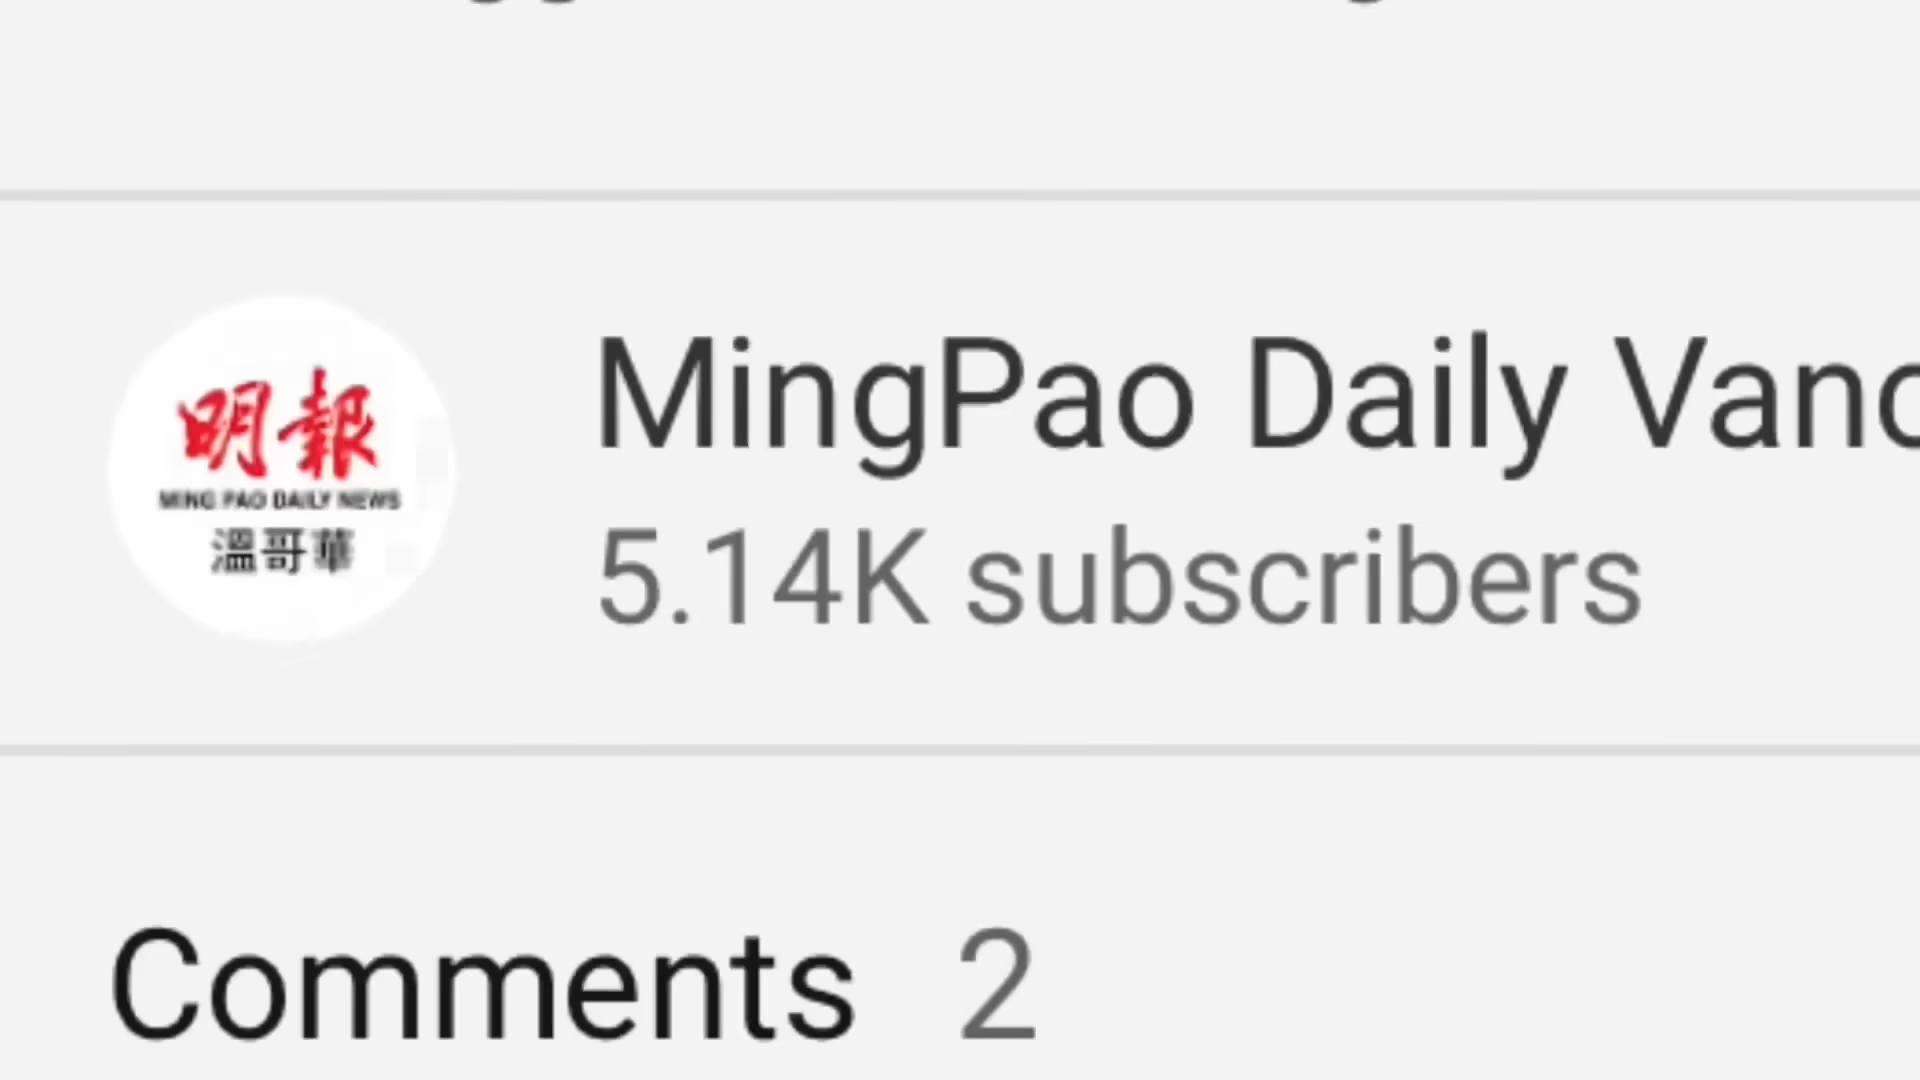 明報
MING PAO DAILY NEWS
溫哥華
MingPao Daily Vanc
5.14K subscribers
Comments 2